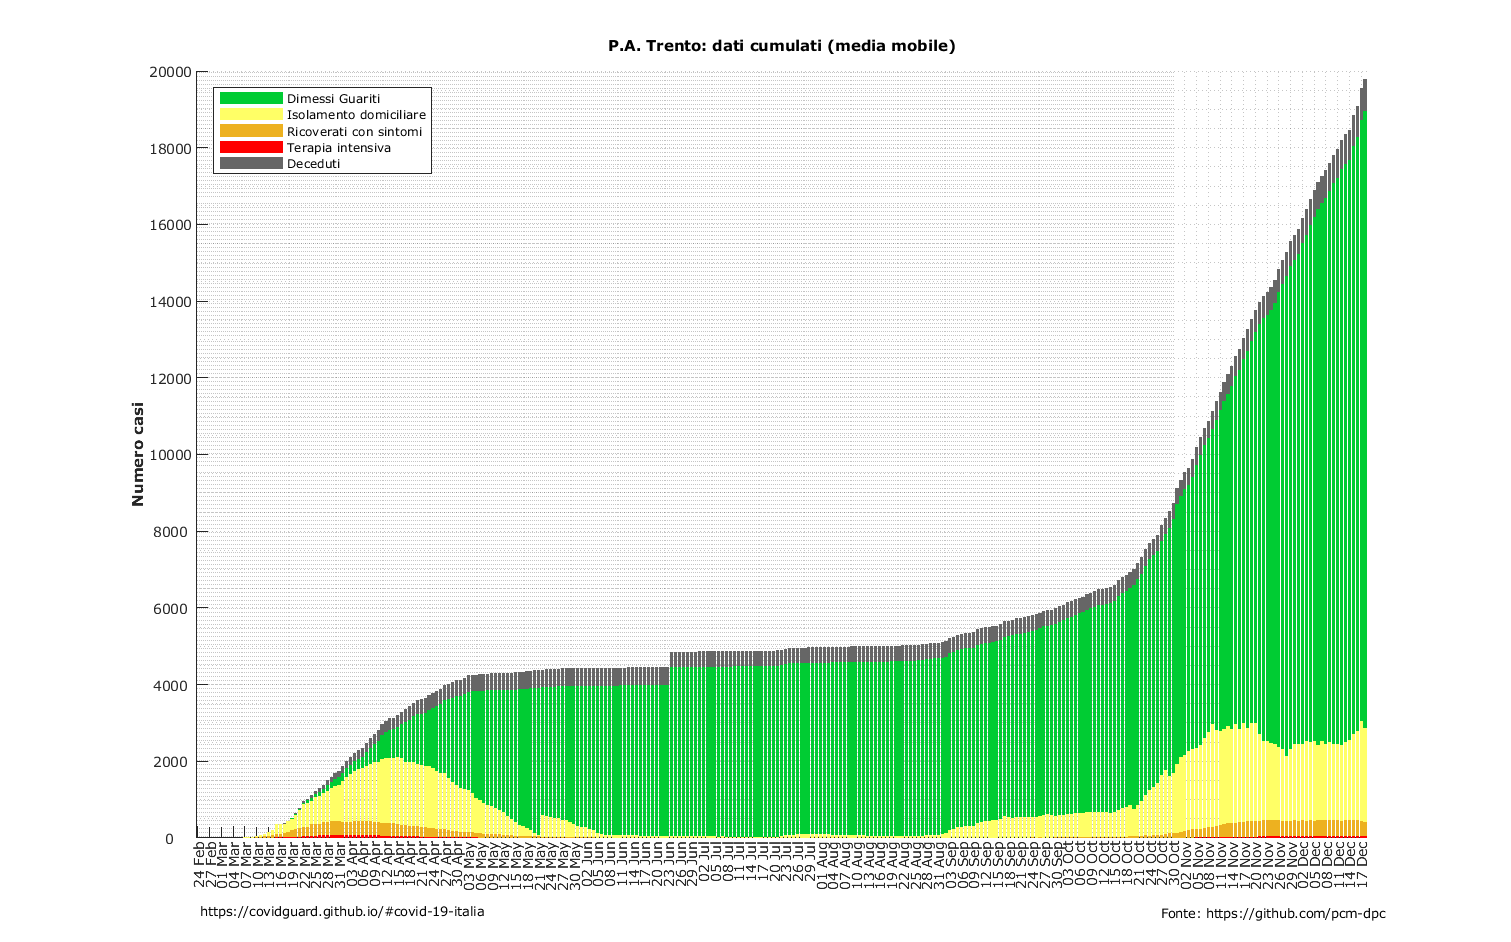 P.A. Trento: dati cumulati (media mobile)
20000
18000
16000
14000
12000
10000
8000
6000
4000
2000
0
Numero casi
Dimessi Guariti
Isolamento domiciliare
Ricoverati con sintomi
Terapia intensiva
Deceduti
24 Feb
27 Feb
01 Mar
04 Mar
07 Mar
10 Mar
13 Mar
16 Mar
19 Mar
22 Mar
25 Mar
28 Mar
31 Mar
03 Apr
06 Apr
09 Apr
12 Apr
15 Apr
18 Apr
21 Apr
24 Apr
27 Apr
30 Apr
03 May
06 May
09 May
12 May
15 May
18 May
21 May
24 May
27 May
30 May
02 Jun
05 Jun
08 Jun
11 Jun
14 Jun
17 Jun
20 Jun
23 Jun
26 Jun
29 Jun
02 Jul
05 Jul
08 Jul
11 Jul
14 Jul
17 Jul
20 Jul
23 Jul
26 Jul
29 Jul
01 Aug
04 Aug
07 Aug
10 Aug
13 Aug
16 Aug
19 Aug
22 Aug
25 Aug
28 Aug
31 Aug
03 Sep
06 Sep
09 Sep
12 Sep
15 Sep
18 Sep
21 Sep
24 Sep
27 Sep
30 Sep
03 Oct
06 Oct
09 Oct
12 Oct
15 Oct
18 Oct
21 Oct
24 Oct
27 Oct
30 Oct
02 Nov
05 Nov
08 Nov
11 Nov
14 Nov
17 Nov
20 Nov
23 Nov
26 Nov
29 Nov
02 Dec
05 Dec
08 Dec
11 Dec
14 Dec
17 Dec
https://covidguard.github.io/#covid-19-italia
Fonte: https://github.com/pcm-dpc